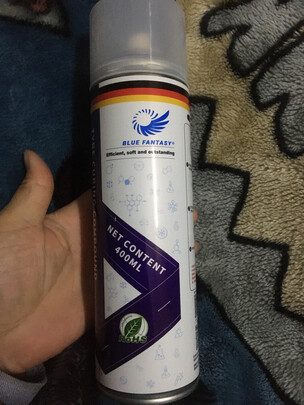 BLUE FANTASY®
Efficient, soft and outstanding
NET CONTENT
400ML
RoHS